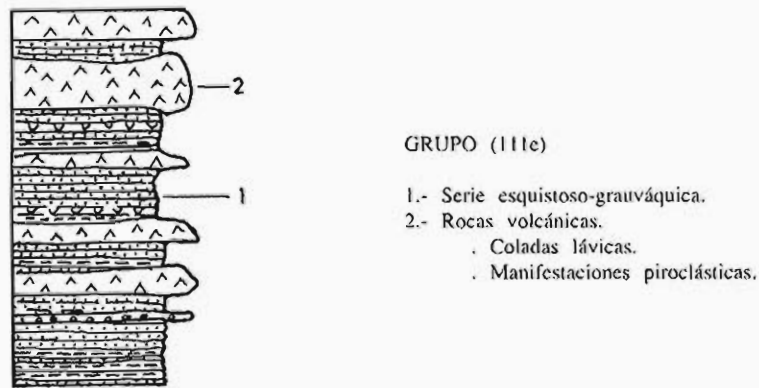 2
1
GRUPO (IIIc)
1.- Serie esquistoso-grauváquica.
2.- Rocas volcánicas.
. Coladas lávicas.
. Manifestaciones piroclásticas.